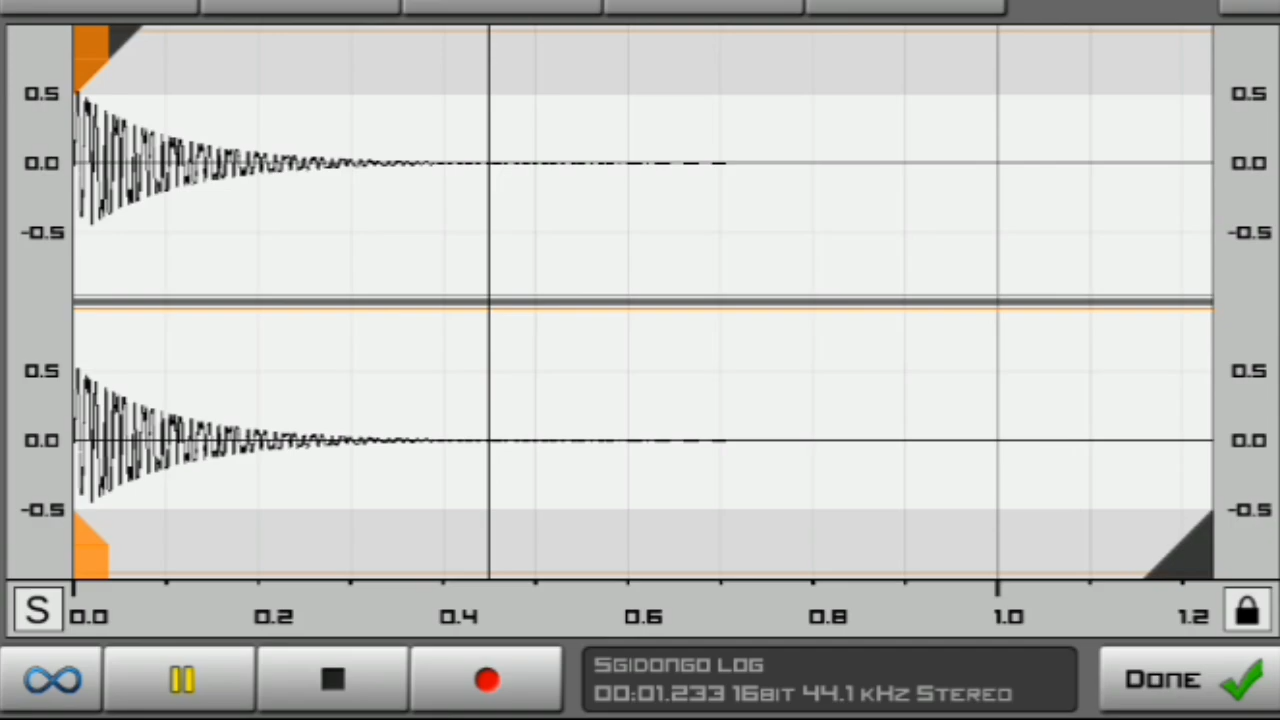 0.5 0.5
0.0 0.0
-0.5 -0.5
0.5 0.5
0.0 0.0
-0.5 -0.5
S 0.0 0.2 0.4 0.6 0.8 1.0 1.2
SGIDONGO LOG
00:01.233 16BIT 44.1 KHZ STEREO
DONE